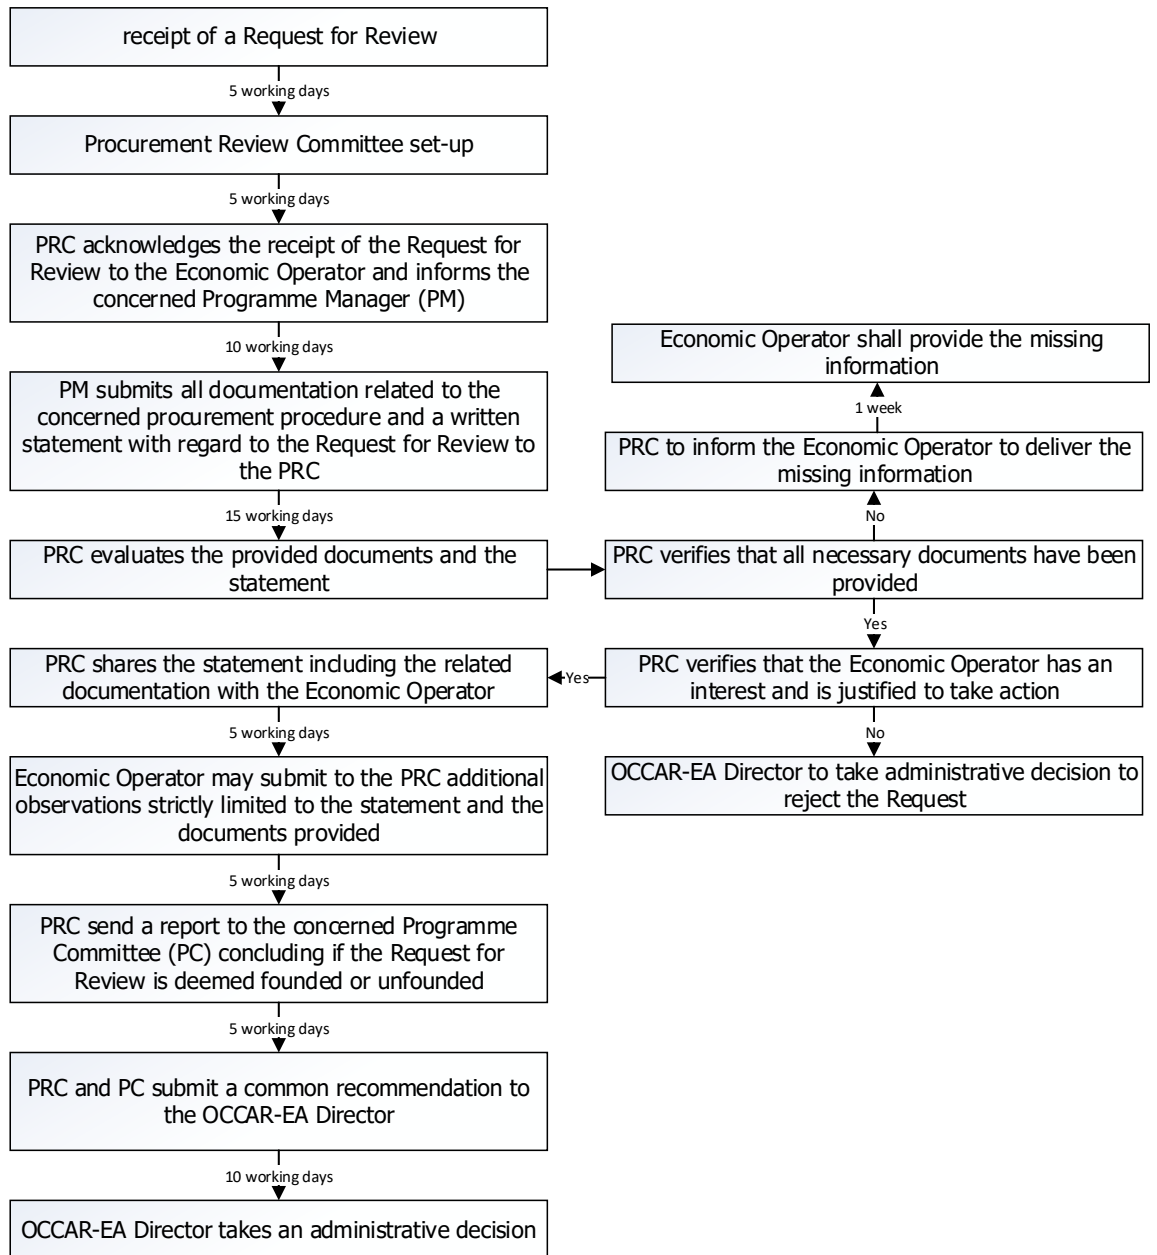 receipt of a Request for Review
5 working days
Procurement Review Committee set-up
5 working days
PRC acknowledges the receipt of the Request for
Review to the Economic Operator and informs the
concerned Programme Manager (PM)
10 working days
PM submits all documentation related to the
concerned procurement procedure and a written
statement with regard to the Request for Review to
the PRC
15 working days
PRC evaluates the provided documents and the
statement
Economic Operator shall provide the missing
information
1 week
PRC to inform the Economic Operator to deliver the
missing information
No
PRC verifies that all necessary documents have been
provided
Yes
PRC verifies that the Economic Operator has an
interest and is justified to take action
No
OCCAR-EA Director to take administrative decision to
reject the Request
Yes
PRC shares the statement including the related
documentation with the Economic Operator
5 working days
Economic Operator may submit to the PRC additional
observations strictly limited to the statement and the
documents provided
5 working days
PRC send a report to the concerned Programme
Committee (PC) concluding if the Request for
Review is deemed founded or unfounded
5 working days
PRC and PC submit a common recommendation to
the OCCAR-EA Director
10 working days
OCCAR-EA Director takes an administrative decision